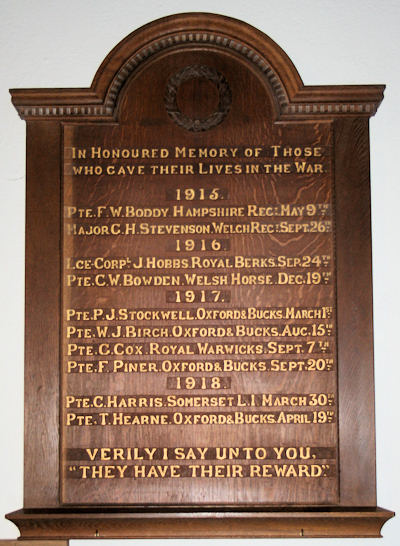 In Honoured Memory of Those
who gave their Lives in the War.
1915.
Pte. F. W. Boddy. Hampshire Regt. May 9TH
Major G. H. Stevenson. Welch Regt. Sept. 26TH
1916.
Lce-Corpl. J. Hobbs. Royal Berks. Sep. 24TH
Pte. C. W. Bowden. Welsh Horse. Dec. 19TH
1917.
Pte. P. J. Stockwell. Oxford & Bucks. March 1ST
Pte. W. J. Birch. Oxford & Bucks. Aug. 15TH
Pte. G. Cox. Royal Warwicks. Sept. 7TH
Pte. F. Piner. Oxford & Bucks. Sept. 20TH
1918.
Pte. C. Harris. Somerset L.I. March 30TH
Pte. T. Hearne. Oxford & Bucks. April 19TH
VERILY I SAY UNTO YOU,
"THEY HAVE THEIR REWARD".